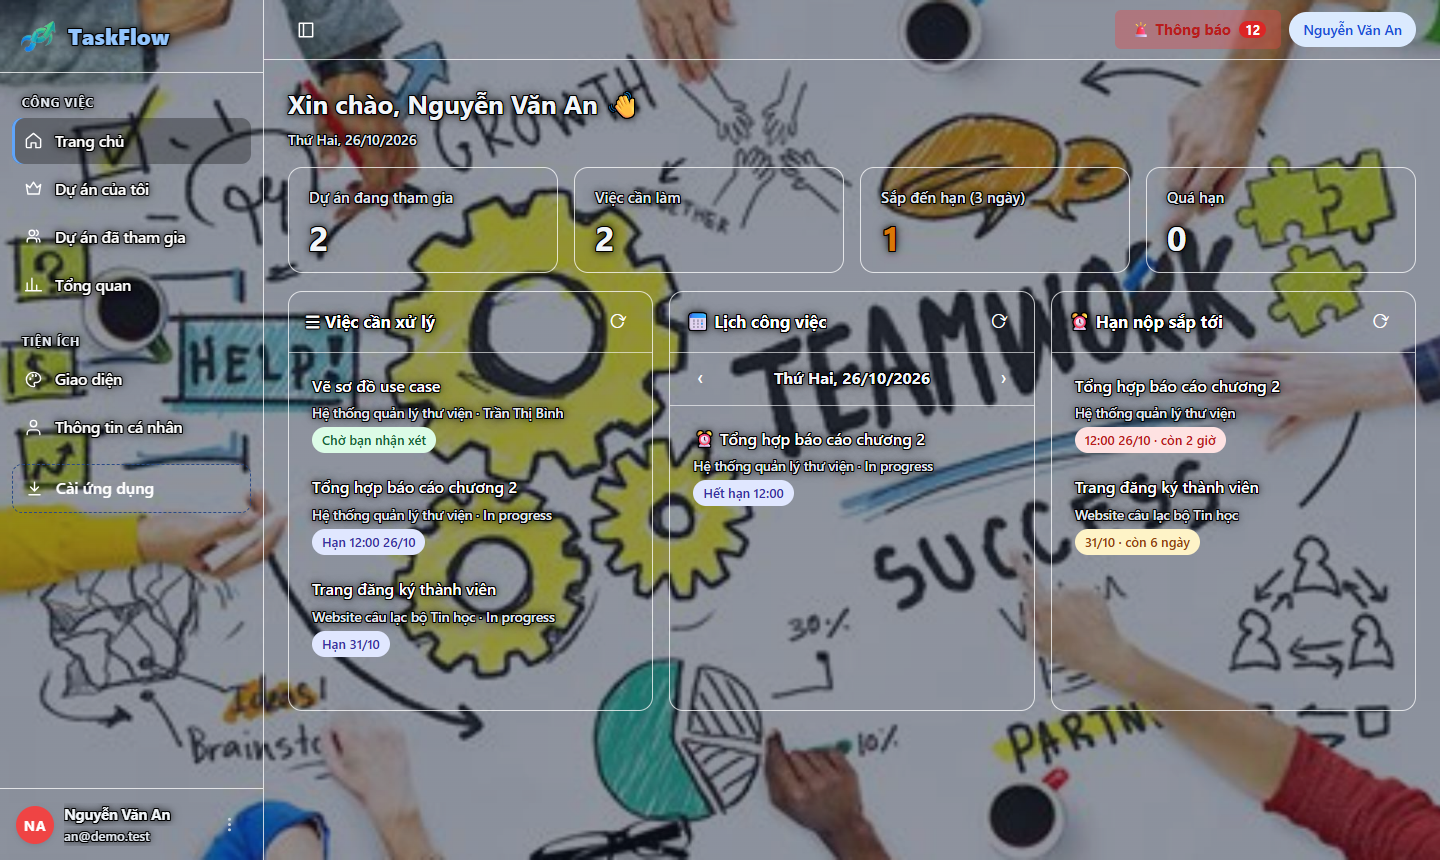 TaskFlow
Thông báo 12
Nguyễn Văn An
CÔNG VIỆC
Trang chủ
Dự án của tôi
Dự án đã tham gia
Tổng quan
TIỆN ÍCH
Giao diện
Thông tin cá nhân
Cài ứng dụng
Nguyễn Văn An
an@demo.test
NA
Xin chào, Nguyễn Văn An 👋
Thứ Hai, 26/10/2026
Dự án đang tham gia
2
Việc cần làm
2
Sắp đến hạn (3 ngày)
1
Quá hạn
0
Việc cần xử lý
Vẽ sơ đồ use case
Hệ thống quản lý thư viện · Trần Thị Bình
Chờ bạn nhận xét
Tổng hợp báo cáo chương 2
Hệ thống quản lý thư viện · In progress
Hạn 12:00 26/10
Trang đăng ký thành viên
Website câu lạc bộ Tin học · In progress
Hạn 31/10
Lịch công việc
‹ Thứ Hai, 26/10/2026 ›
Tổng hợp báo cáo chương 2
Hệ thống quản lý thư viện · In progress
Hết hạn 12:00
Hạn nộp sắp tới
Tổng hợp báo cáo chương 2
Hệ thống quản lý thư viện
12:00 26/10 · còn 2 giờ
Trang đăng ký thành viên
Website câu lạc bộ Tin học
31/10 · còn 6 ngày
GROWTH
TEAMWORK
HELP!
30%
10%
Ideas!